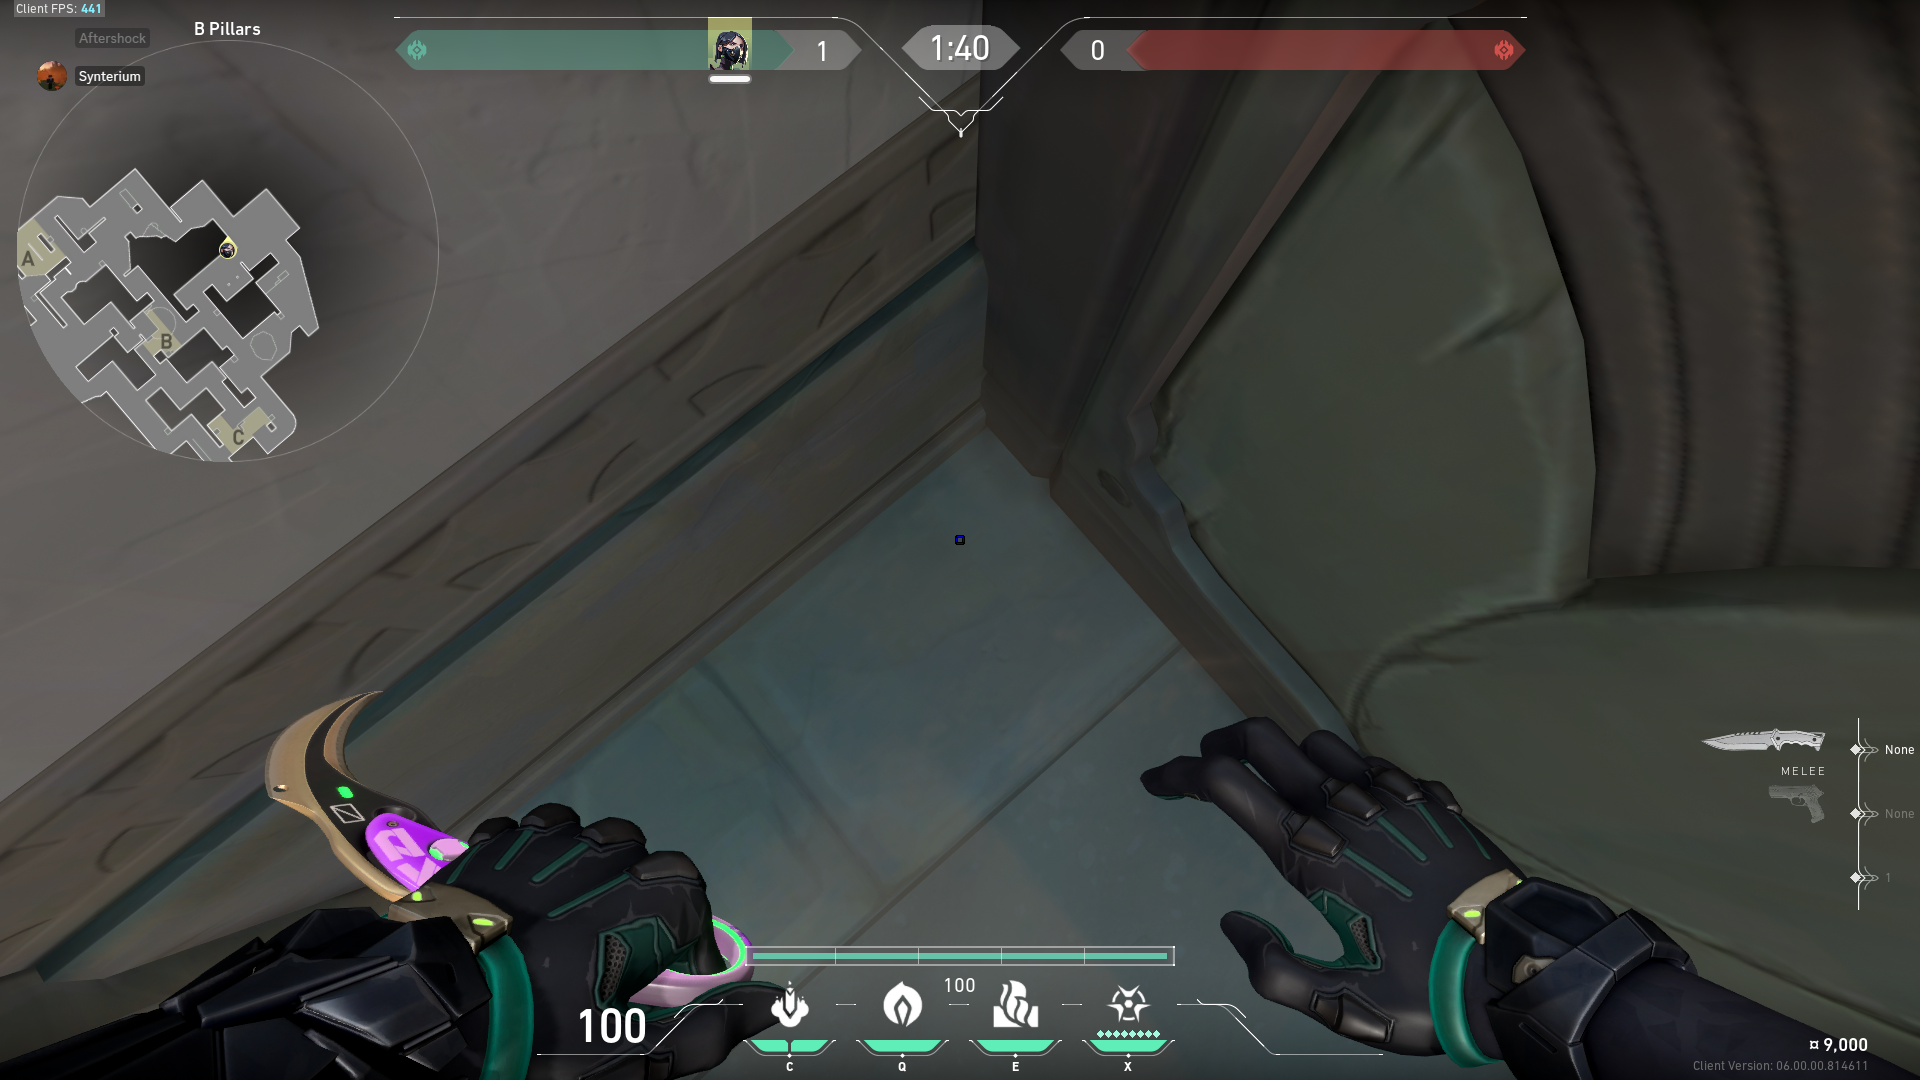 Client FPS: 441
Aftershock
Synterium
B Pillars
1
1:40
0
A
B
C
None
MELEE
None
1
100
100
C
Q
E
X
¤ 9,000
Client Version: 06.00.00.814611